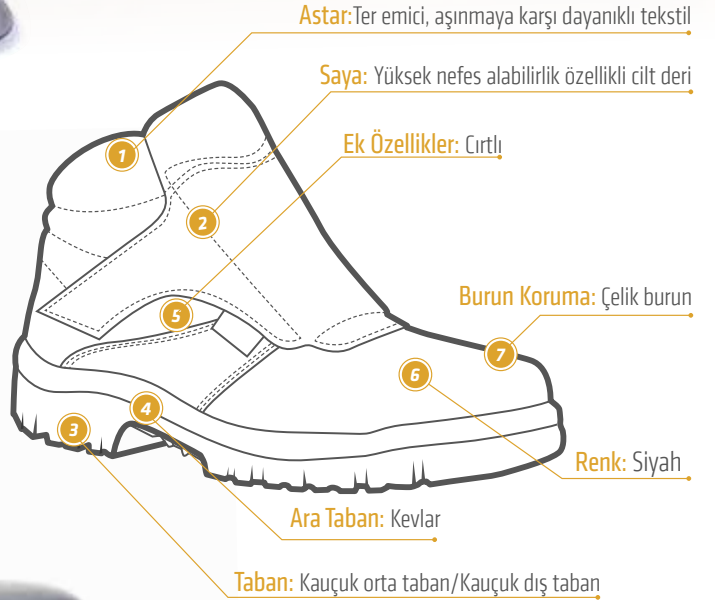 Astar:Ter emici, aşınmaya karşı dayanıklı tekstil
Saya: Yüksek nefes alabilirlik özellikli cilt deri
Ek Özellikler: Cırtlı
1
2
Burun Koruma: Çelik burun
5
7
6
4
3
Renk: Siyah
Ara Taban: Kevlar
Taban: Kauçuk orta taban/Kauçuk dış taban